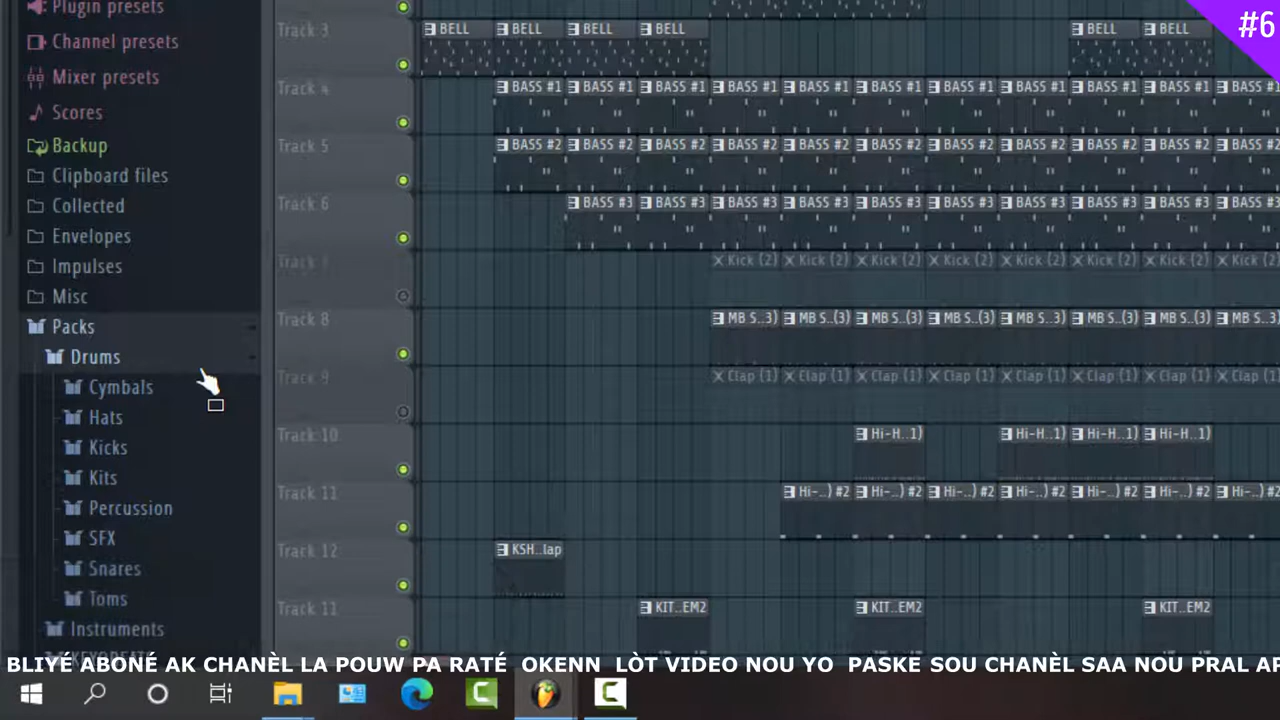 Plugin presets
#6
Track 3 BELL BELL BELL BELL BELL BELL
Channel presets
Mixer presets
Track 4 BASS #1 BASS #1 BASS #1 BASS #1 BASS #1 BASS #1 BASS #1 BASS #1 BASS #1 BASS #1 BASS #1
Scores
Backup
Track 5 BASS #2 BASS #2 BASS #2 BASS #2 BASS #2 BASS #2 BASS #2 BASS #2 BASS #2 BASS #2 BASS #2
Clipboard files
Collected
Track 6 BASS #3 BASS #3 BASS #3 BASS #3 BASS #3 BASS #3 BASS #3 BASS #3 BASS #3 BASS #3
Envelopes
Impulses
Kick (2) Kick (2) Kick (2) Kick (2) Kick (2) Kick (2) Kick (2) Kick (2)
Misc
Packs
Track 8 MB S..3) MB S..(3) MB S..(3) MB S..(3) MB S..3) MB S..(3) MB S..(3) MB S..(3)
Drums
Track 9 Clap (1) Clap (1) Clap (1) Clap (1) Clap (1) Clap (1) Clap (1) Clap (1)
Cymbals
Hats
Track 10 Hi-H..1) Hi-H..1) Hi-H..1) Hi-H..1)
Kicks
Kits
Track 11 Hi-..) #2 Hi-..) #2 Hi-..) #2 Hi-..) #2 Hi-..) #2 Hi-..) #2 Hi-..) #2
Percussion
SFX
Track 12 KSH..lap
Snares
Toms
Track 11 KIT..EM2 KIT..EM2 KIT..EM2
Instruments
BLIYÉ ABONÉ AK CHANÈL LA POUW PA RATÉ OKENN LÒT VIDEO NOU YO PASKE SOU CHANÈL SAA NOU PRAL AP